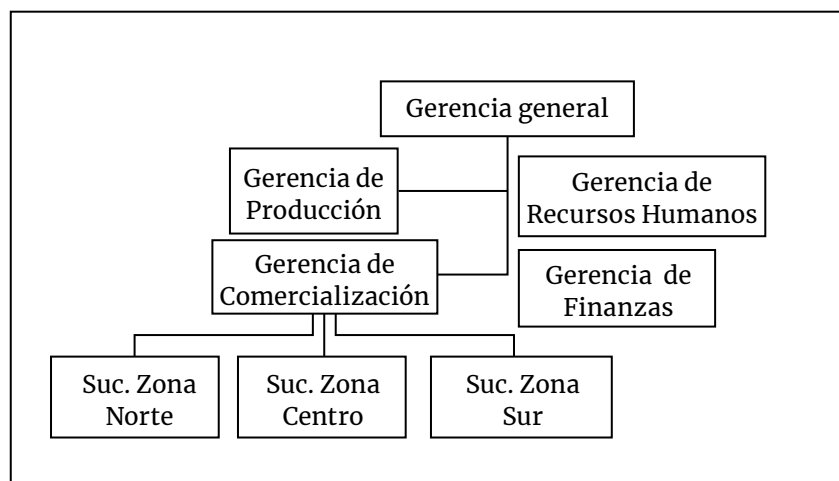 Gerencia general
Gerencia de
Producción
Gerencia de
Recursos Humanos
Gerencia de
Comercialización
Gerencia de
Finanzas
Suc. Zona
Norte
Suc. Zona
Centro
Suc. Zona
Sur